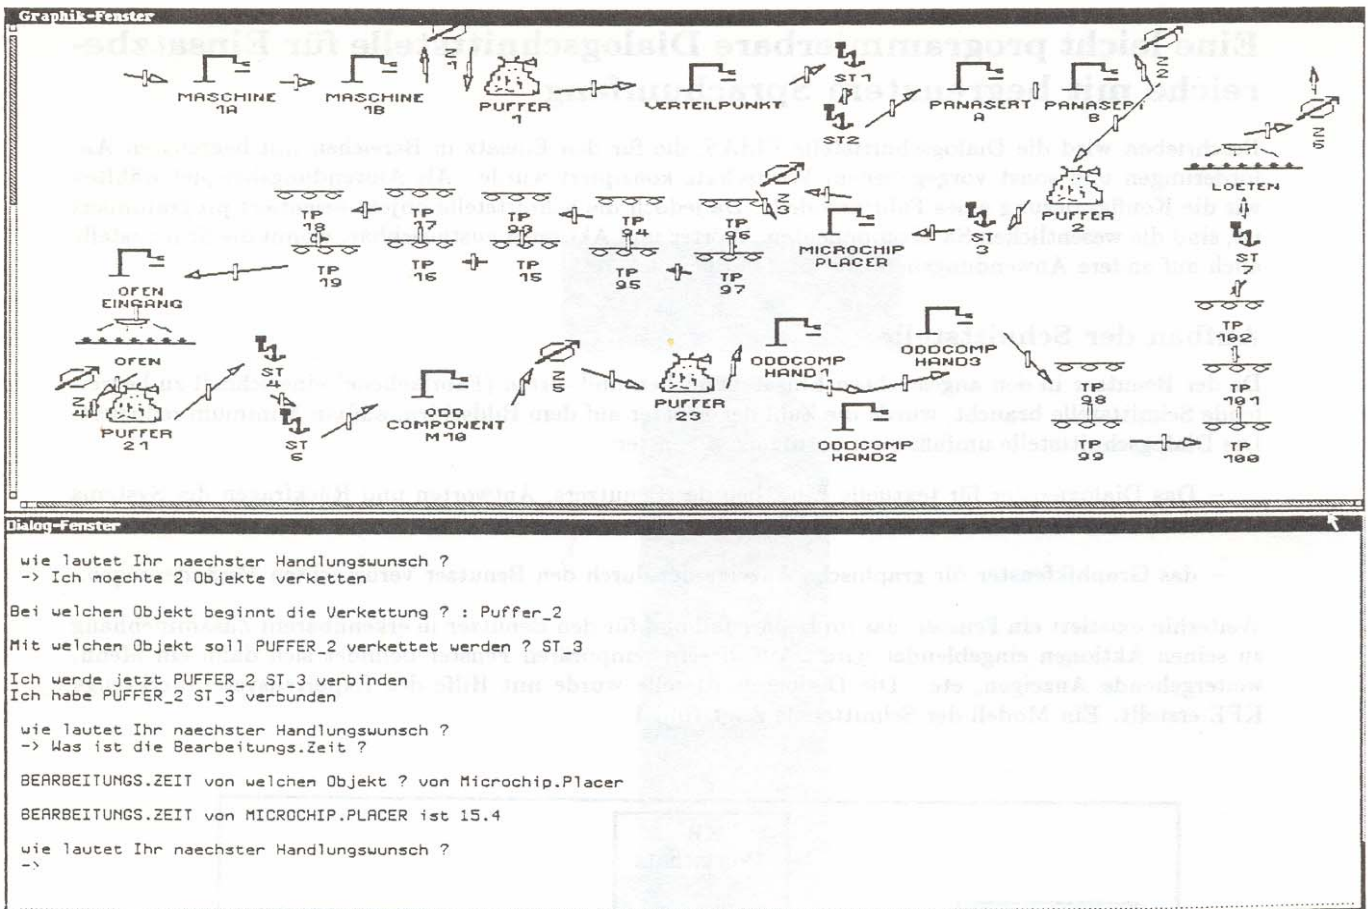 Graphik-Fenster
MASCHINE
1A
MASCHINE
1B
N1
PUFFER
1
VERTEILPUNKT
ST1
ST2
PANASERT
A
PANASERT
B
N2
N6
LOETEN
PUFFER
2
ST
3
MICROCHIP
PLACER
N3
TP
96
TP
94
TP
93
TP
17
TP
18
TP
19
TP
16
TP
15
TP
95
TP
97
ST
OFEN
EINGANG
OFEN
N4
PUFFER
21
ST
4
ST
6
ODD
COMPONENT
M10
N5
PUFFER
23
ODDCOMP
HAND1
ODDCOMP
HAND2
ODDCOMP
HAND3
TP
98
TP
99
TP
100
TP
101
TP
102
Dialog-Fenster
wie lautet Ihr naechster Handlungswunsch ?
-> Ich moechte 2 Objekte verketten
Bei welchen Objekt beginnt die Verkettung ? : Puffer_2
Mit welchen Objekt soll PUFFER_2 verkettet werden ? ST_3
Ich werde jetzt PUFFER_2 ST_3 verbinden
Ich habe PUFFER_2 ST_3 verbunden
wie lautet Ihr naechster Handlungswunsch ?
-> Was ist die Bearbeitungs.Zeit ?
BEARBEITUNGS.ZEIT von welchem Objekt ? von Microchip.Placer
BEARBEITUNGS.ZEIT von MICROCHIP.PLACER ist 15.4
wie lautet Ihr naechster Handlungswunsch ?
->